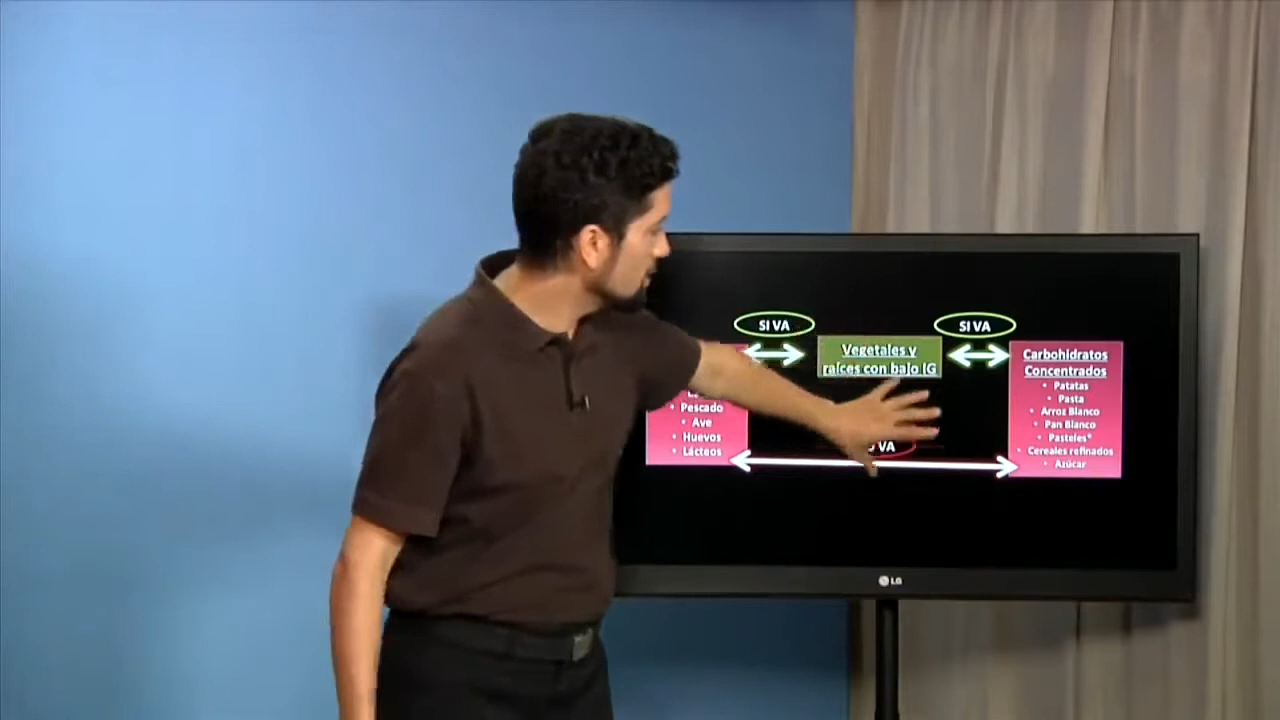 SI VA
SI VA
Vegetales y
raíces con bajo IG
• Pescado
• Ave
• Huevos
• Lácteos
VA
Carbohidratos
Concentrados
• Patatas
• Pasta
• Arroz Blanco
• Pan Blanco
• Pasteles*
• Cereales refinados
• Azúcar
LG